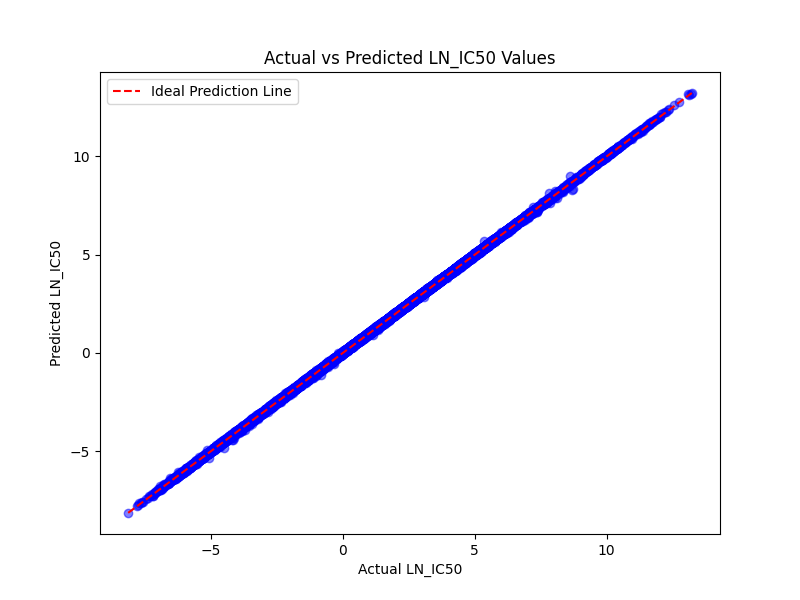 Actual vs Predicted LN_IC50 Values
Ideal Prediction Line
10
5
0
−5
Predicted LN_IC50
−5
0
5
10
Actual LN_IC50